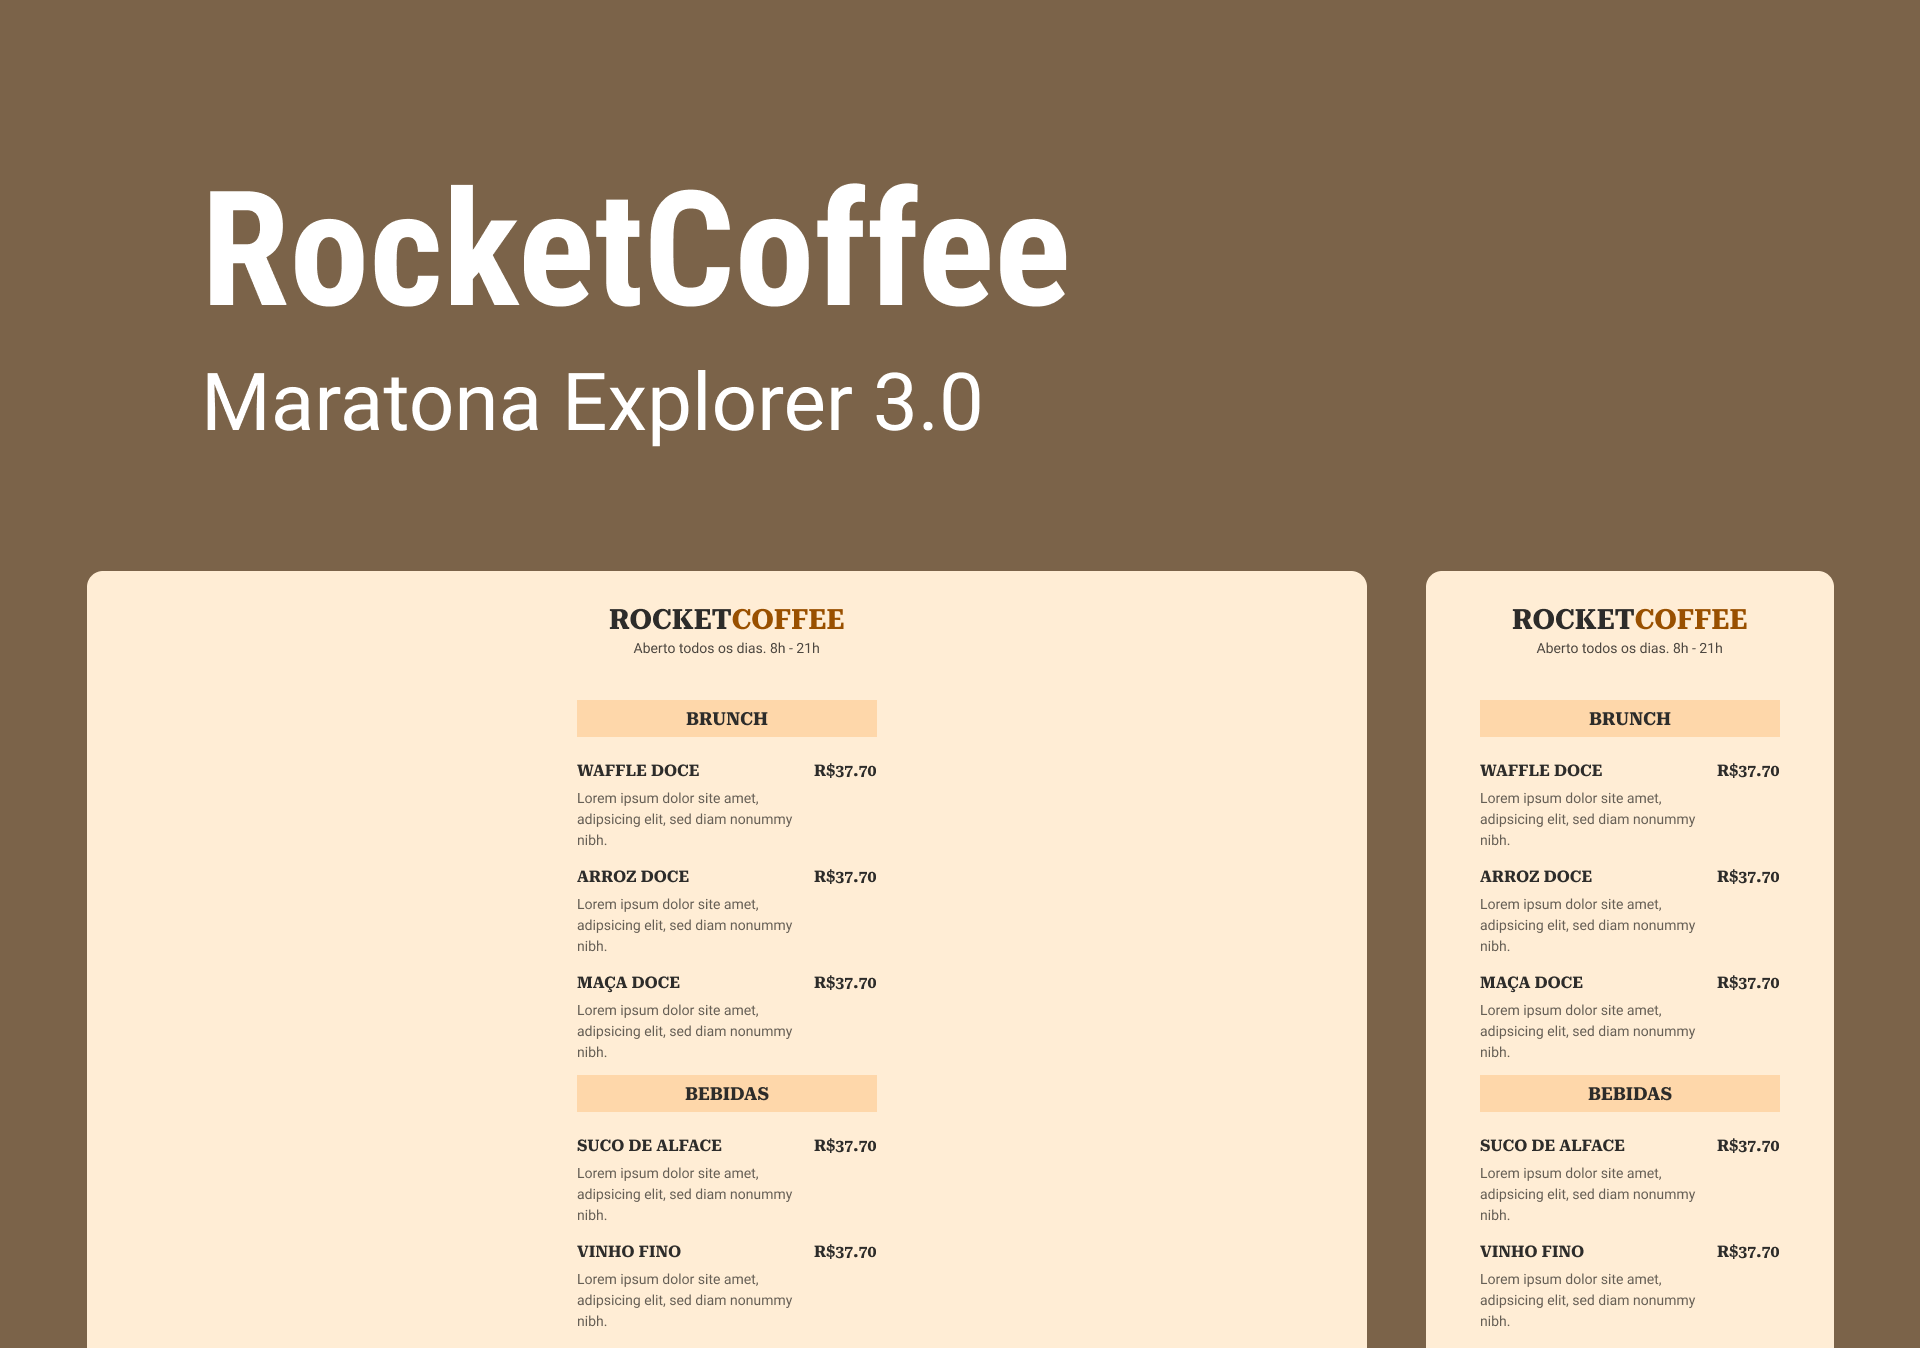 RocketCoffee
Maratona Explorer 3.0
ROCKETCOFFEE
Aberto todos os dias. 8h - 21h
BRUNCH
WAFFLE DOCE R$37.70
Lorem ipsum dolor site amet,
adipsicing elit, sed diam nonummy
nibh.
ARROZ DOCE R$37.70
Lorem ipsum dolor site amet,
adipsicing elit, sed diam nonummy
nibh.
MAÇA DOCE R$37.70
Lorem ipsum dolor site amet,
adipsicing elit, sed diam nonummy
nibh.
BEBIDAS
SUCO DE ALFACE R$37.70
Lorem ipsum dolor site amet,
adipsicing elit, sed diam nonummy
nibh.
VINHO FINO R$37.70
Lorem ipsum dolor site amet,
adipsicing elit, sed diam nonummy
nibh.
ROCKETCOFFEE
Aberto todos os dias. 8h - 21h
BRUNCH
WAFFLE DOCE R$37.70
Lorem ipsum dolor site amet,
adipsicing elit, sed diam nonummy
nibh.
ARROZ DOCE R$37.70
Lorem ipsum dolor site amet,
adipsicing elit, sed diam nonummy
nibh.
MAÇA DOCE R$37.70
Lorem ipsum dolor site amet,
adipsicing elit, sed diam nonummy
nibh.
BEBIDAS
SUCO DE ALFACE R$37.70
Lorem ipsum dolor site amet,
adipsicing elit, sed diam nonummy
nibh.
VINHO FINO R$37.70
Lorem ipsum dolor site amet,
adipsicing elit, sed diam nonummy
nibh.